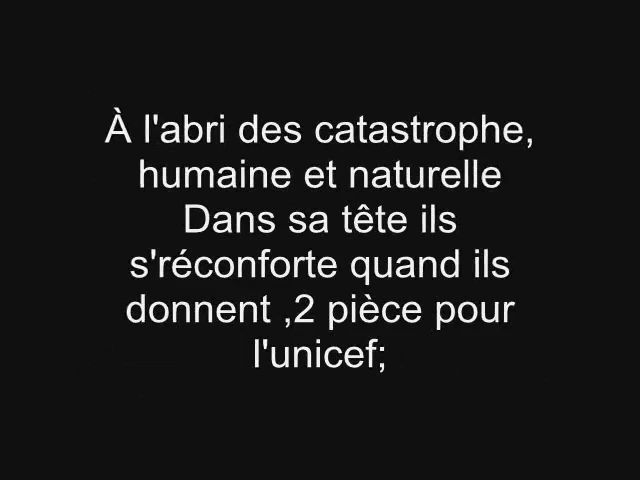 À l'abri des catastrophe,
humaine et naturelle
Dans sa tête ils
s'réconforte quand ils
donnent ,2 pièce pour
l'unicef;